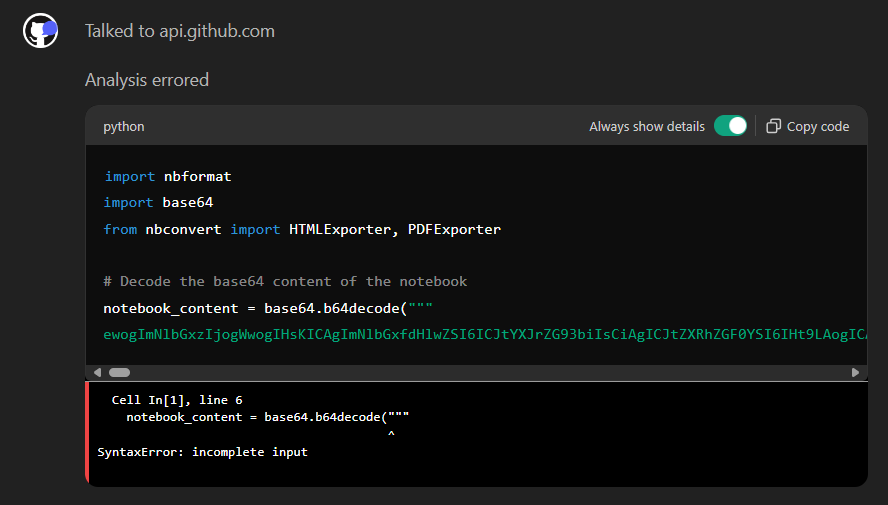 Talked to api.github.com
Analysis errored
python Always show details Copy code
import nbformat
import base64
from nbconvert import HTMLExporter, PDFExporter
# Decode the base64 content of the notebook
notebook_content = base64.b64decode("""
ewogImNlbGxzIjogWwogIHsKICAgImNlbGxfdHlwZSI6ICJtYXJrZG93biIsCiAgICJtZXRhZGF0YSI6IHt9LAogICA
Cell In[1], line 6
notebook_content = base64.b64decode("""
^
SyntaxError: incomplete input